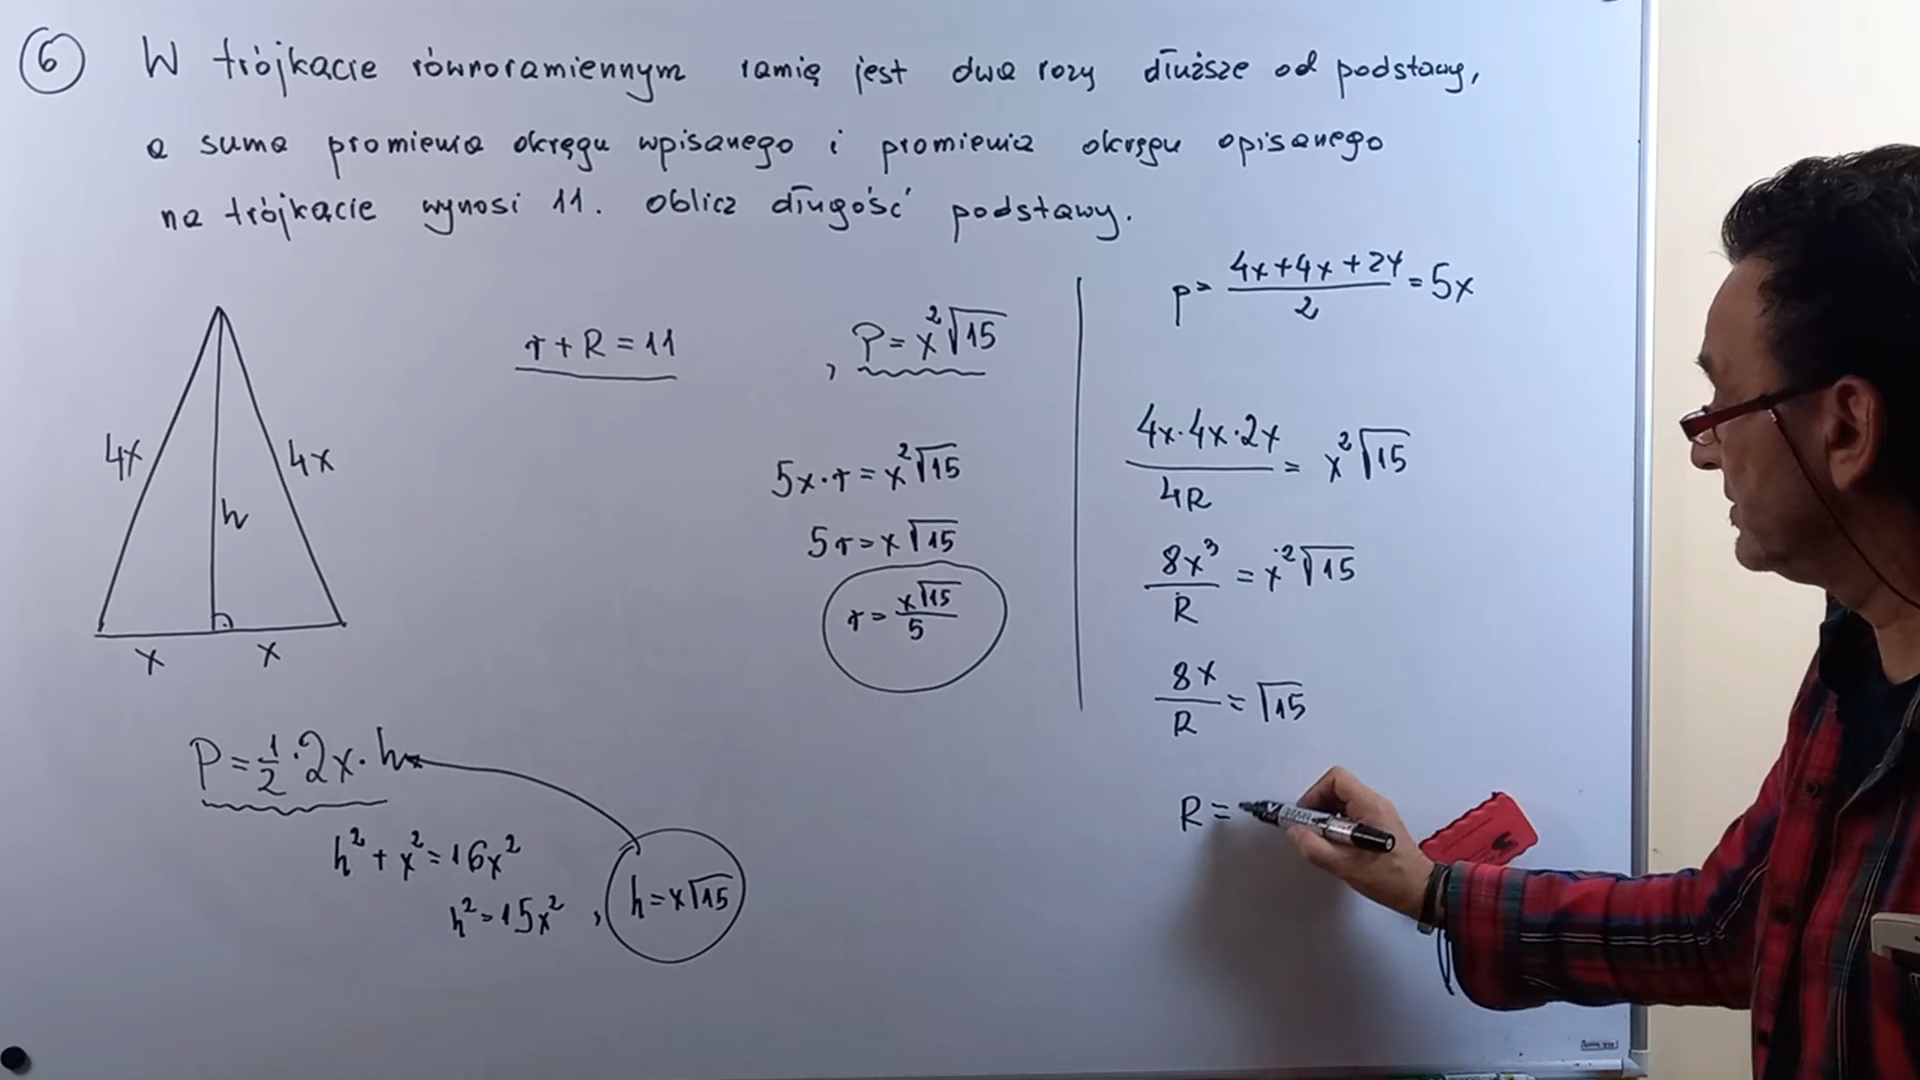 6 W trójkącie równoramiennym ramię jest dwa razy dłuższe od podstawy,
a suma promienia okręgu wpisanego i promienia okręgu opisanego
na trójkącie wynosi 11. Oblicz długość podstawy.
4x
4x
h
x
x
P = 1/2 · 2x · h
h² + x² = 16x²
h² = 15x² , h = x√15
r + R = 11 , P = x²√15
5x · r = x²√15
5r = x√15
r = x√15/5
p = (4x+4x+2x)/2 = 5x
4x·4x·2x/4R = x²√15
8x³/R = x²√15
8x/R = √15
R =